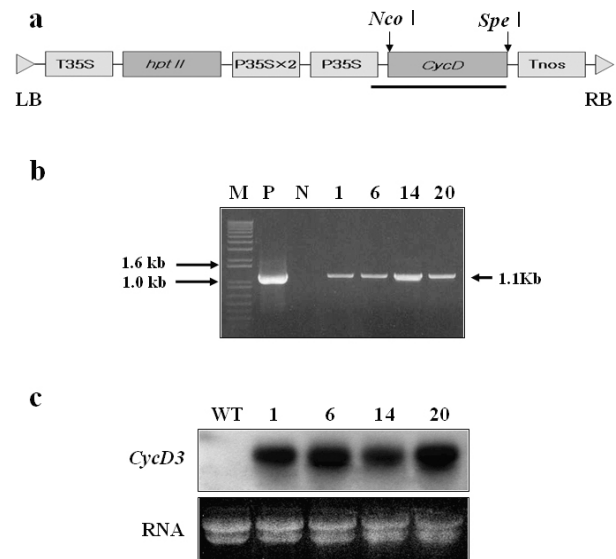 a
Nco I Spe I
T35S hpt II P35S×2 P35S CycD Tnos
LB RB
b
M P N 1 6 14 20
1.6 kb
1.0 kb
1.1Kb
c
WT 1 6 14 20
CycD3
RNA